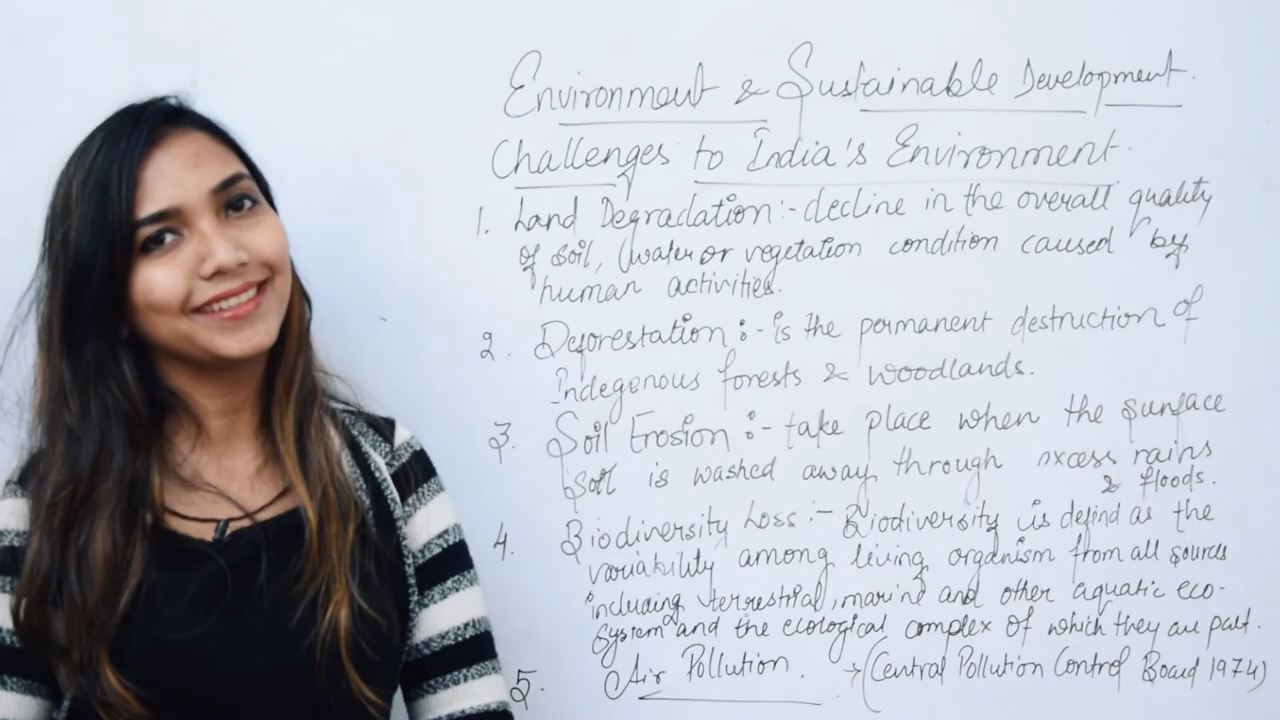 Environment & Sustainable Development.
Challenges to India's Environment.
1. Land Degradation:- decline in the overall quality
of soil, water or vegetation condition caused by
human activities.
2. Deforestation :- is the permanent destruction of
Indegenous forests & woodlands.
3. Soil Erosion :- take place when the surface
soil is washed away through excess rains
& floods.
4. Biodiversity Loss :- Biodiversity is defind as the
variability among living organism from all sources
including terrestrial, marine and other aquatic eco-
system and the ecological complex of which they are part.
5. Air Pollution. → (Central Pollution Control Board 1974)